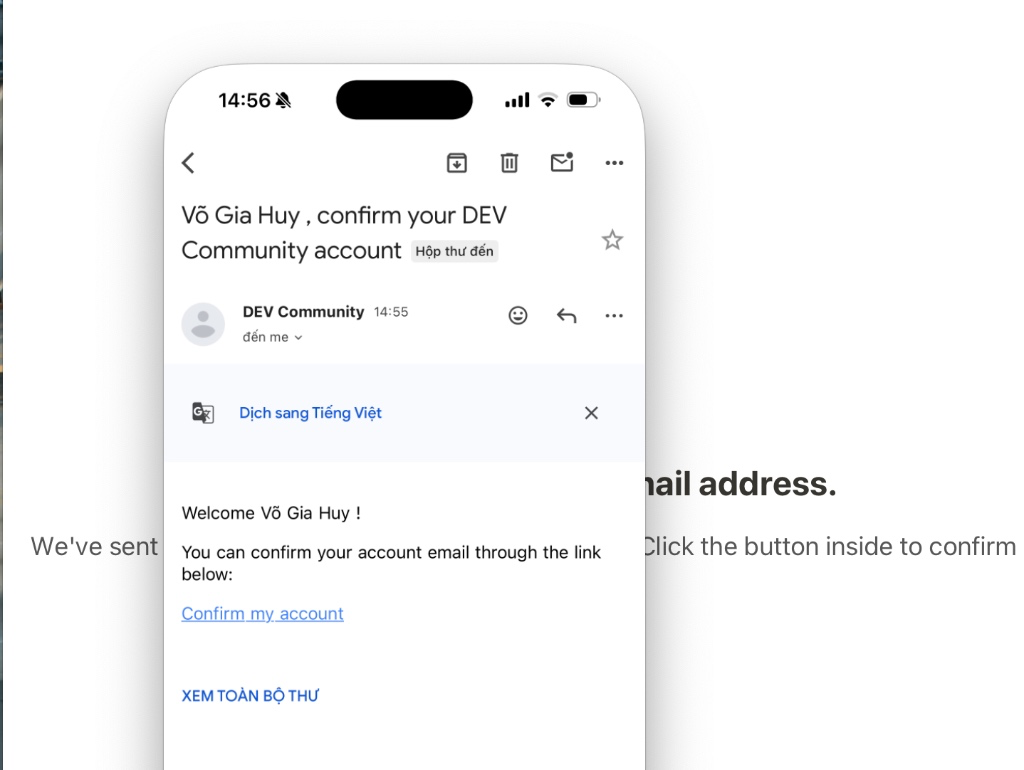 14:56
Võ Gia Huy , confirm your DEV
Community account Hộp thư đến
DEV Community 14:55
đến me
Dịch sang Tiếng Việt
address.
We've sent
Click the button inside to confirm
Welcome Võ Gia Huy !
You can confirm your account email through the link
below:
Confirm my account
XEM TOÀN BỘ THƯ